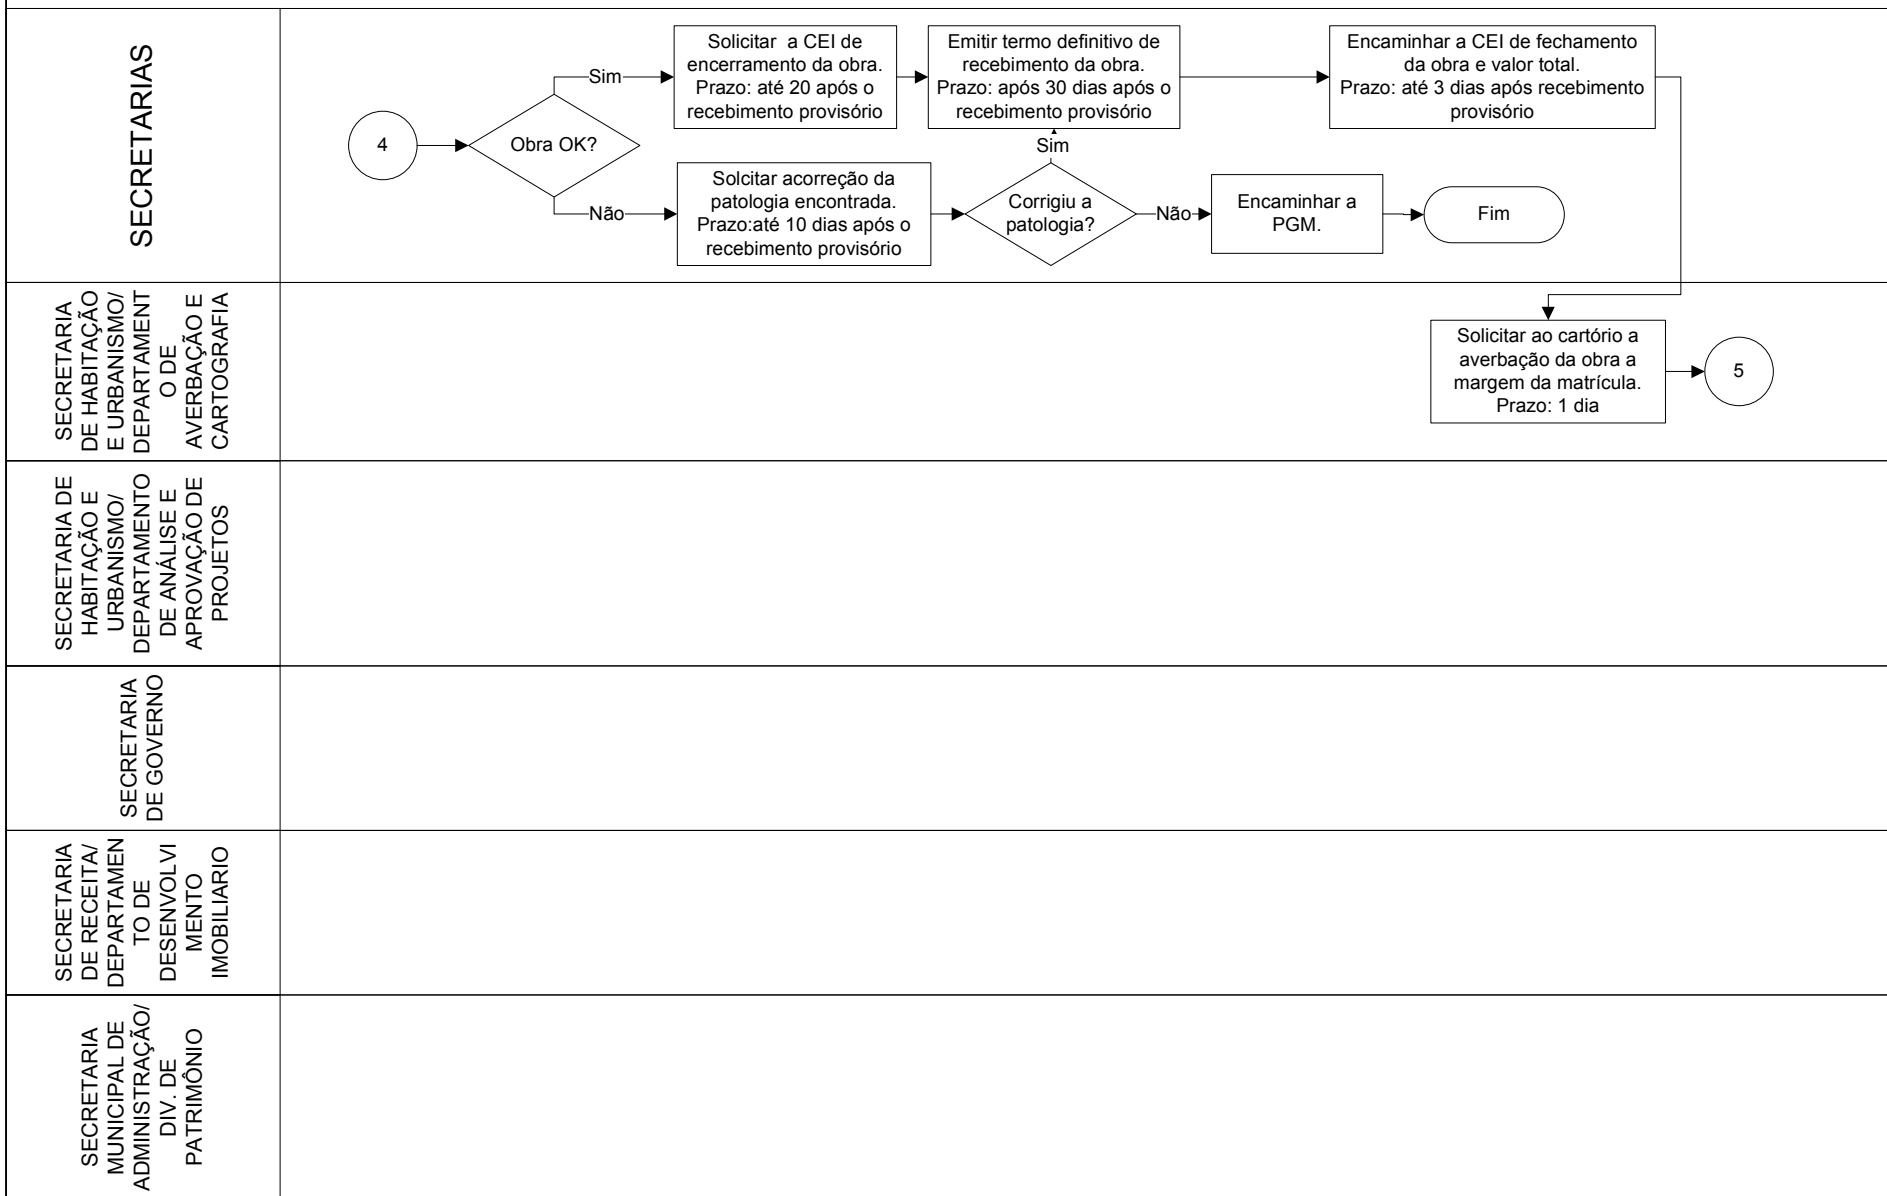 SECRETARIAS
4
Obra OK?
Sim
Solicitar a CEI de
encerramento da obra.
Prazo: até 20 após o
recebimento provisório
Emitir termo definitivo de
recebimento da obra.
Prazo: após 30 dias após o
recebimento provisório
Encaminhar a CEI de fechamento
da obra e valor total.
Prazo: até 3 dias após recebimento
provisório
Não
Solcitar acorreção da
patologia encontrada.
Prazo:até 10 dias após o
recebimento provisório
Sim
Corrigiu a
patologia?
Não
Encaminhar a
PGM.
Fim
SECRETARIA
DE HABITAÇÃO
E URBANISMO/
DEPARTAMENT
O DE
AVERBAÇÃO E
CARTOGRAFIA
Solicitar ao cartório a
averbação da obra a
margem da matrícula.
Prazo: 1 dia
5
SECRETARIA DE
HABITAÇÃO E
URBANISMO/
DEPARTAMENTO
DE ANÁLISE E
APROVAÇÃO DE
PROJETOS
SECRETARIA
DE GOVERNO
SECRETARIA
DE RECEITA/
DEPARTAMEN
TO DE
DESENVOLVI
MENTO
IMOBILIARIO
SECRETARIA
MUNICIPAL DE
ADMINISTRAÇÃO/
DIV. DE
PATRIMÔNIO